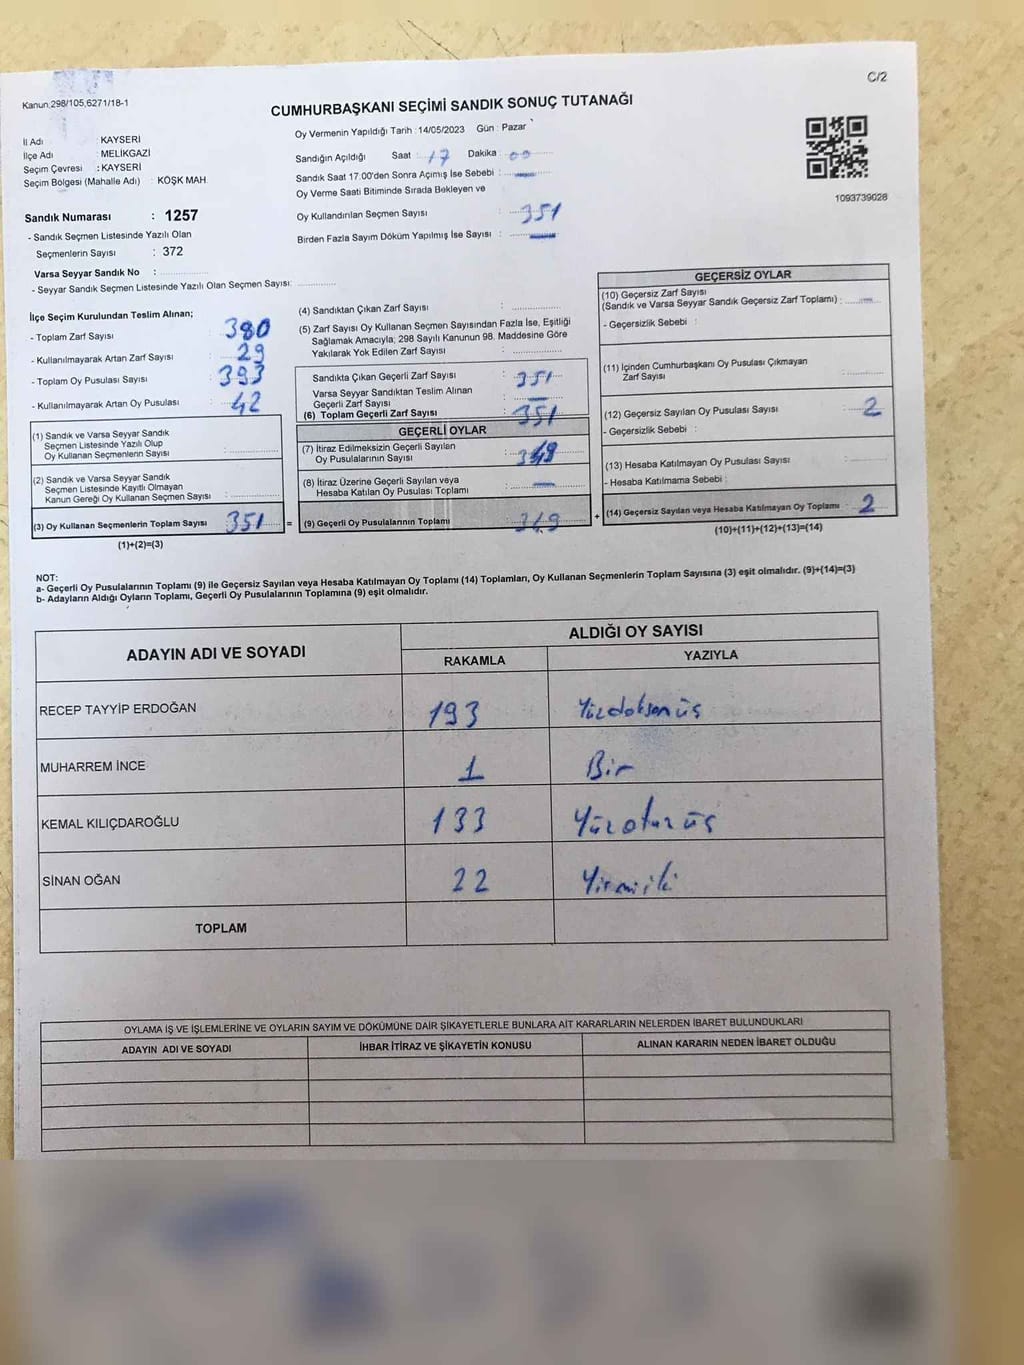 C/2
Kanun,298/105,6271/18-1
CUMHURBAŞKANI SEÇİMİ SANDIK SONUÇ TUTANAĞI
İl Adı : KAYSERİ
İlçe Adı : MELİKGAZİ
Seçim Çevresi : KAYSERİ
Seçim Bölgesi (Mahalle Adı) : KÖŞK MAH.
Sandık Numarası : 1257
- Sandık Seçmen Listesinde Yazılı Olan
Seçmenlerin Sayısı : 372
Varsa Seyyar Sandık No :
- Seyyar Sandık Seçmen Listesinde Yazılı Olan Seçmen Sayısı:
Oy Vermenin Yapıldığı Tarih : 14/05/2023 Gün : Pazar
Sandığın Açıldığı Saat : 17 Dakika : 00
Sandık Saat 17:00'den Sonra Açımış İse Sebebi : —
Oy Verme Saati Bitiminde Sırada Bekleyen ve
Oy Kullandırılan Seçmen Sayısı : 351
Birden Fazla Sayım Döküm Yapılmış İse Sayısı : —
1093739028
İlçe Seçim Kurulundan Teslim Alınan;
- Toplam Zarf Sayısı : 380
- Kullanılmayarak Artan Zarf Sayısı : 29
- Toplam Oy Pusulası Sayısı : 393
- Kullanılmayarak Artan Oy Pusulası : 42
(1) Sandık ve Varsa Seyyar Sandık
Seçmen Listesinde Yazılı Olup
Oy Kullanan Seçmenlerin Sayısı :
(2) Sandık ve Varsa Seyyar Sandık
Seçmen Listesinde Kayıtlı Olmayan
Kanun Gereği Oy Kullanan Seçmen Sayısı :
(3) Oy Kullanan Seçmenlerin Toplam Sayısı 351 =
(1)+(2)=(3)
(4) Sandıktan Çıkan Zarf Sayısı :
(5) Zarf Sayısı Oy Kullanan Seçmen Sayısından Fazla İse, Eşitliği
Sağlamak Amacıyla; 298 Sayılı Kanunun 98. Maddesine Göre
Yakılarak Yok Edilen Zarf Sayısı :
Sandıkta Çıkan Geçerli Zarf Sayısı : 351
Varsa Seyyar Sandıktan Teslim Alınan
Geçerli Zarf Sayısı : —
(6) Toplam Geçerli Zarf Sayısı : 351
GEÇERLİ OYLAR
(7) İtiraz Edilmeksizin Geçerli Sayılan
Oy Pusulalarının Sayısı : 349
(8) İtiraz Üzerine Geçerli Sayılan veya
Hesaba Katılan Oy Pusulası Toplamı : —
(9) Geçerli Oy Pusulalarının Toplamı 349 +
GEÇERSİZ OYLAR
(10) Geçersiz Zarf Sayısı
(Sandık ve Varsa Seyyar Sandık Geçersiz Zarf Toplamı) : —
- Geçersizlik Sebebi :
(11) İçinden Cumhurbaşkanı Oy Pusulası Çıkmayan
Zarf Sayısı :
(12) Geçersiz Sayılan Oy Pusulası Sayısı : 2
- Geçersizlik Sebebi :
(13) Hesaba Katılmayan Oy Pusulası Sayısı :
- Hesaba Katılmama Sebebi :
(14) Geçersiz Sayılan veya Hesaba Katılmayan Oy Toplamı : 2
(10)+(11)+(12)+(13)=(14)
NOT:
a- Geçerli Oy Pusulalarının Toplamı (9) ile Geçersiz Sayılan veya Hesaba Katılmayan Oy Toplamı (14) Toplamları, Oy Kullanan Seçmenlerin Toplam Sayısına (3) eşit olmalıdır. (9)+(14)=(3)
b- Adayların Aldığı Oyların Toplamı, Geçerli Oy Pusulalarının Toplamına (9) eşit olmalıdır.
ADAYIN ADI VE SOYADI ALDIĞI OY SAYISI
RAKAMLA YAZIYLA
RECEP TAYYİP ERDOĞAN 193 Yüzdoksanüç
MUHARREM İNCE 1 Bir
KEMAL KILIÇDAROĞLU 133 Yüzotuzüç
SİNAN OĞAN 22 Yirmiiki
TOPLAM
OYLAMA İŞ VE İŞLEMLERİNE VE OYLARIN SAYIM VE DÖKÜMÜNE DAİR ŞİKAYETLERLE BUNLARA AİT KARARLARIN NELERDEN İBARET BULUNDUKLARI
ADAYIN ADI VE SOYADI İHBAR İTİRAZ VE ŞİKAYETİN KONUSU ALINAN KARARIN NEDEN İBARET OLDUĞU